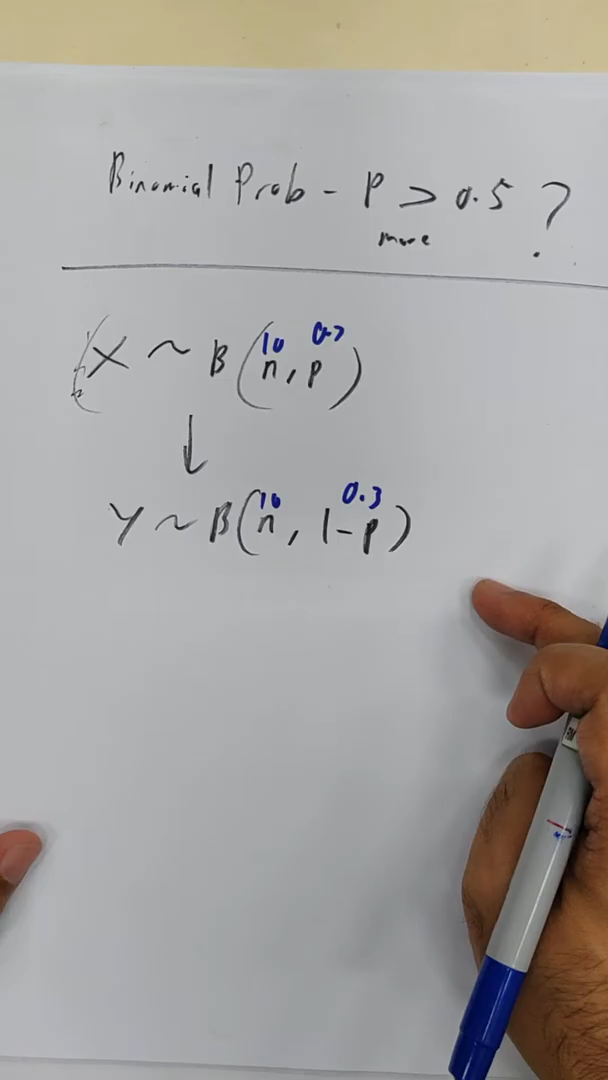 Binomial Prob - P > 0.5 ?
more
10 0.7
X ~ B(n, p)
↓
10 0.3
Y ~ B(n, 1-p)